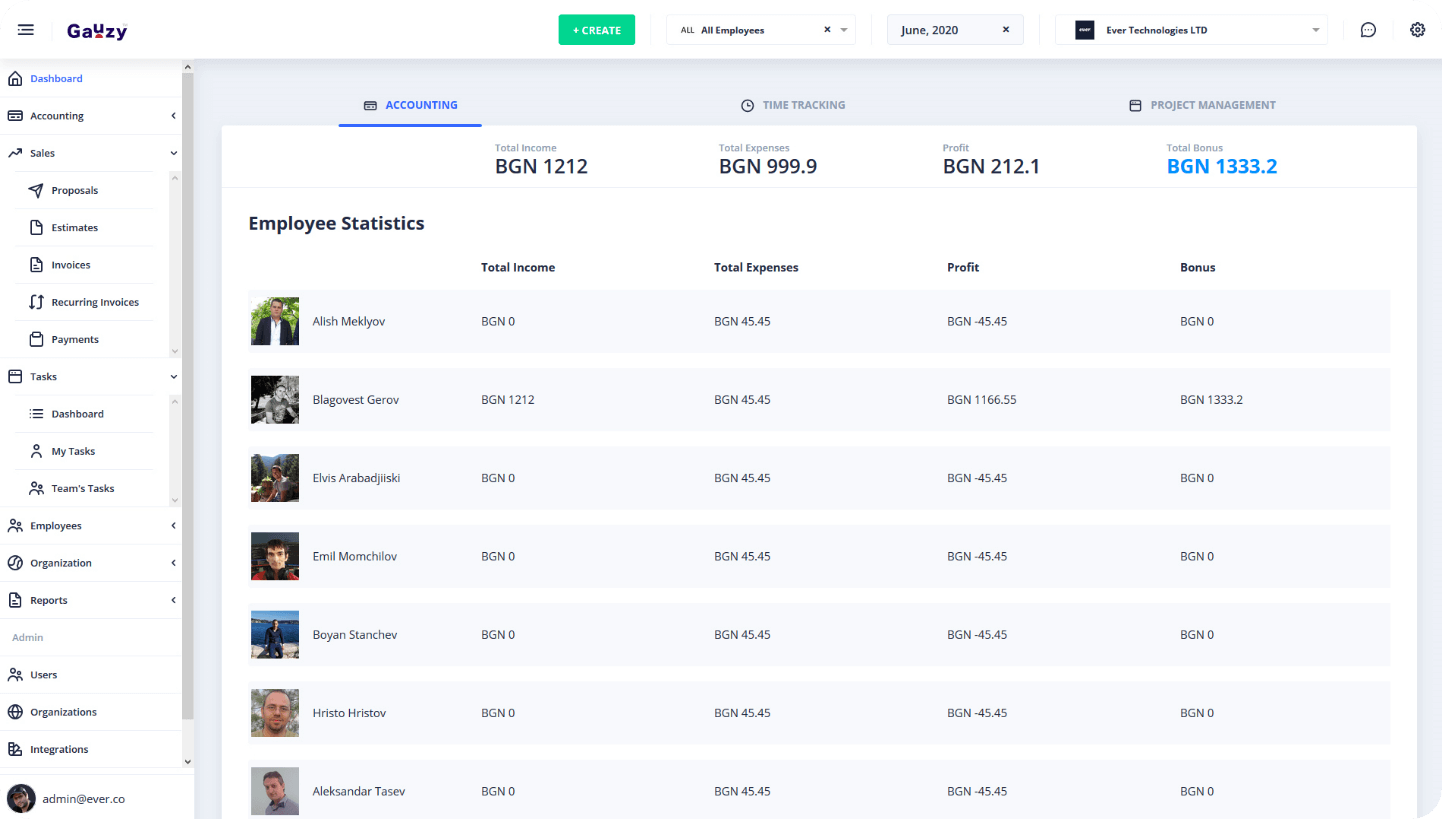 Gauzy
+ CREATE
ALL All Employees ×
June, 2020 ×
ever Ever Technologies LTD
Dashboard
Accounting
Sales
Proposals
Estimates
Invoices
Recurring Invoices
Payments
Tasks
Dashboard
My Tasks
Team's Tasks
Employees
Organization
Reports
Admin
Users
Organizations
Integrations
admin@ever.co
ACCOUNTING
TIME TRACKING
PROJECT MANAGEMENT
Total Income
BGN 1212
Total Expenses
BGN 999.9
Profit
BGN 212.1
Total Bonus
BGN 1333.2
Employee Statistics
Total Income Total Expenses Profit Bonus
Alish Meklyov BGN 0 BGN 45.45 BGN -45.45 BGN 0
Blagovest Gerov BGN 1212 BGN 45.45 BGN 1166.55 BGN 1333.2
Elvis Arabadjiiski BGN 0 BGN 45.45 BGN -45.45 BGN 0
Emil Momchilov BGN 0 BGN 45.45 BGN -45.45 BGN 0
Boyan Stanchev BGN 0 BGN 45.45 BGN -45.45 BGN 0
Hristo Hristov BGN 0 BGN 45.45 BGN -45.45 BGN 0
Aleksandar Tasev BGN 0 BGN 45.45 BGN -45.45 BGN 0